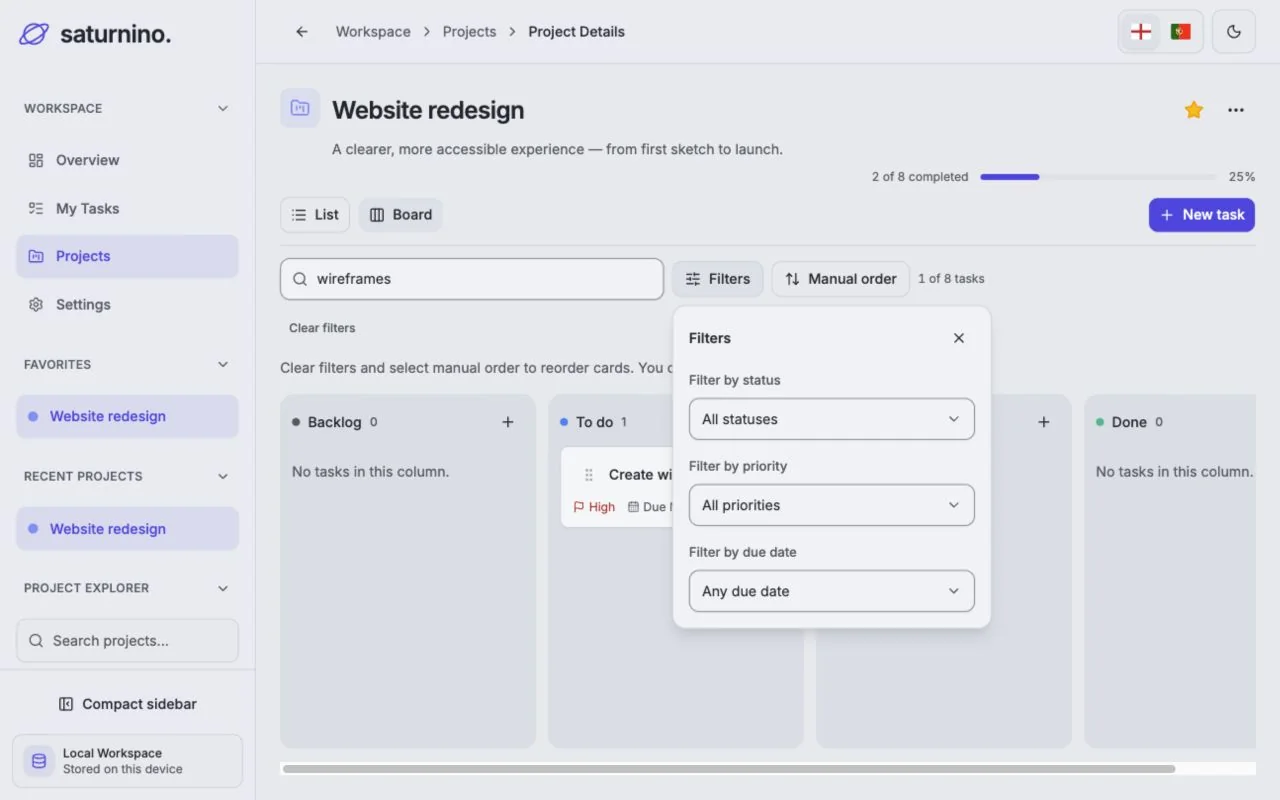 saturnino.
Workspace
Projects
Project Details
WORKSPACE
Overview
My Tasks
Projects
Settings
FAVORITES
Website redesign
RECENT PROJECTS
Website redesign
PROJECT EXPLORER
Search projects...
Compact sidebar
Local Workspace
Stored on this device
Website redesign
A clearer, more accessible experience — from first sketch to launch.
2 of 8 completed
25%
List
Board
New task
wireframes
Filters
Manual order
1 of 8 tasks
Clear filters
Clear filters and select manual order to reorder cards. You
Backlog 0
No tasks in this column.
To do 1
Create
High
Due
Filters
Filter by status
All statuses
Filter by priority
All priorities
Filter by due date
Any due date
Done 0
No tasks in this column.